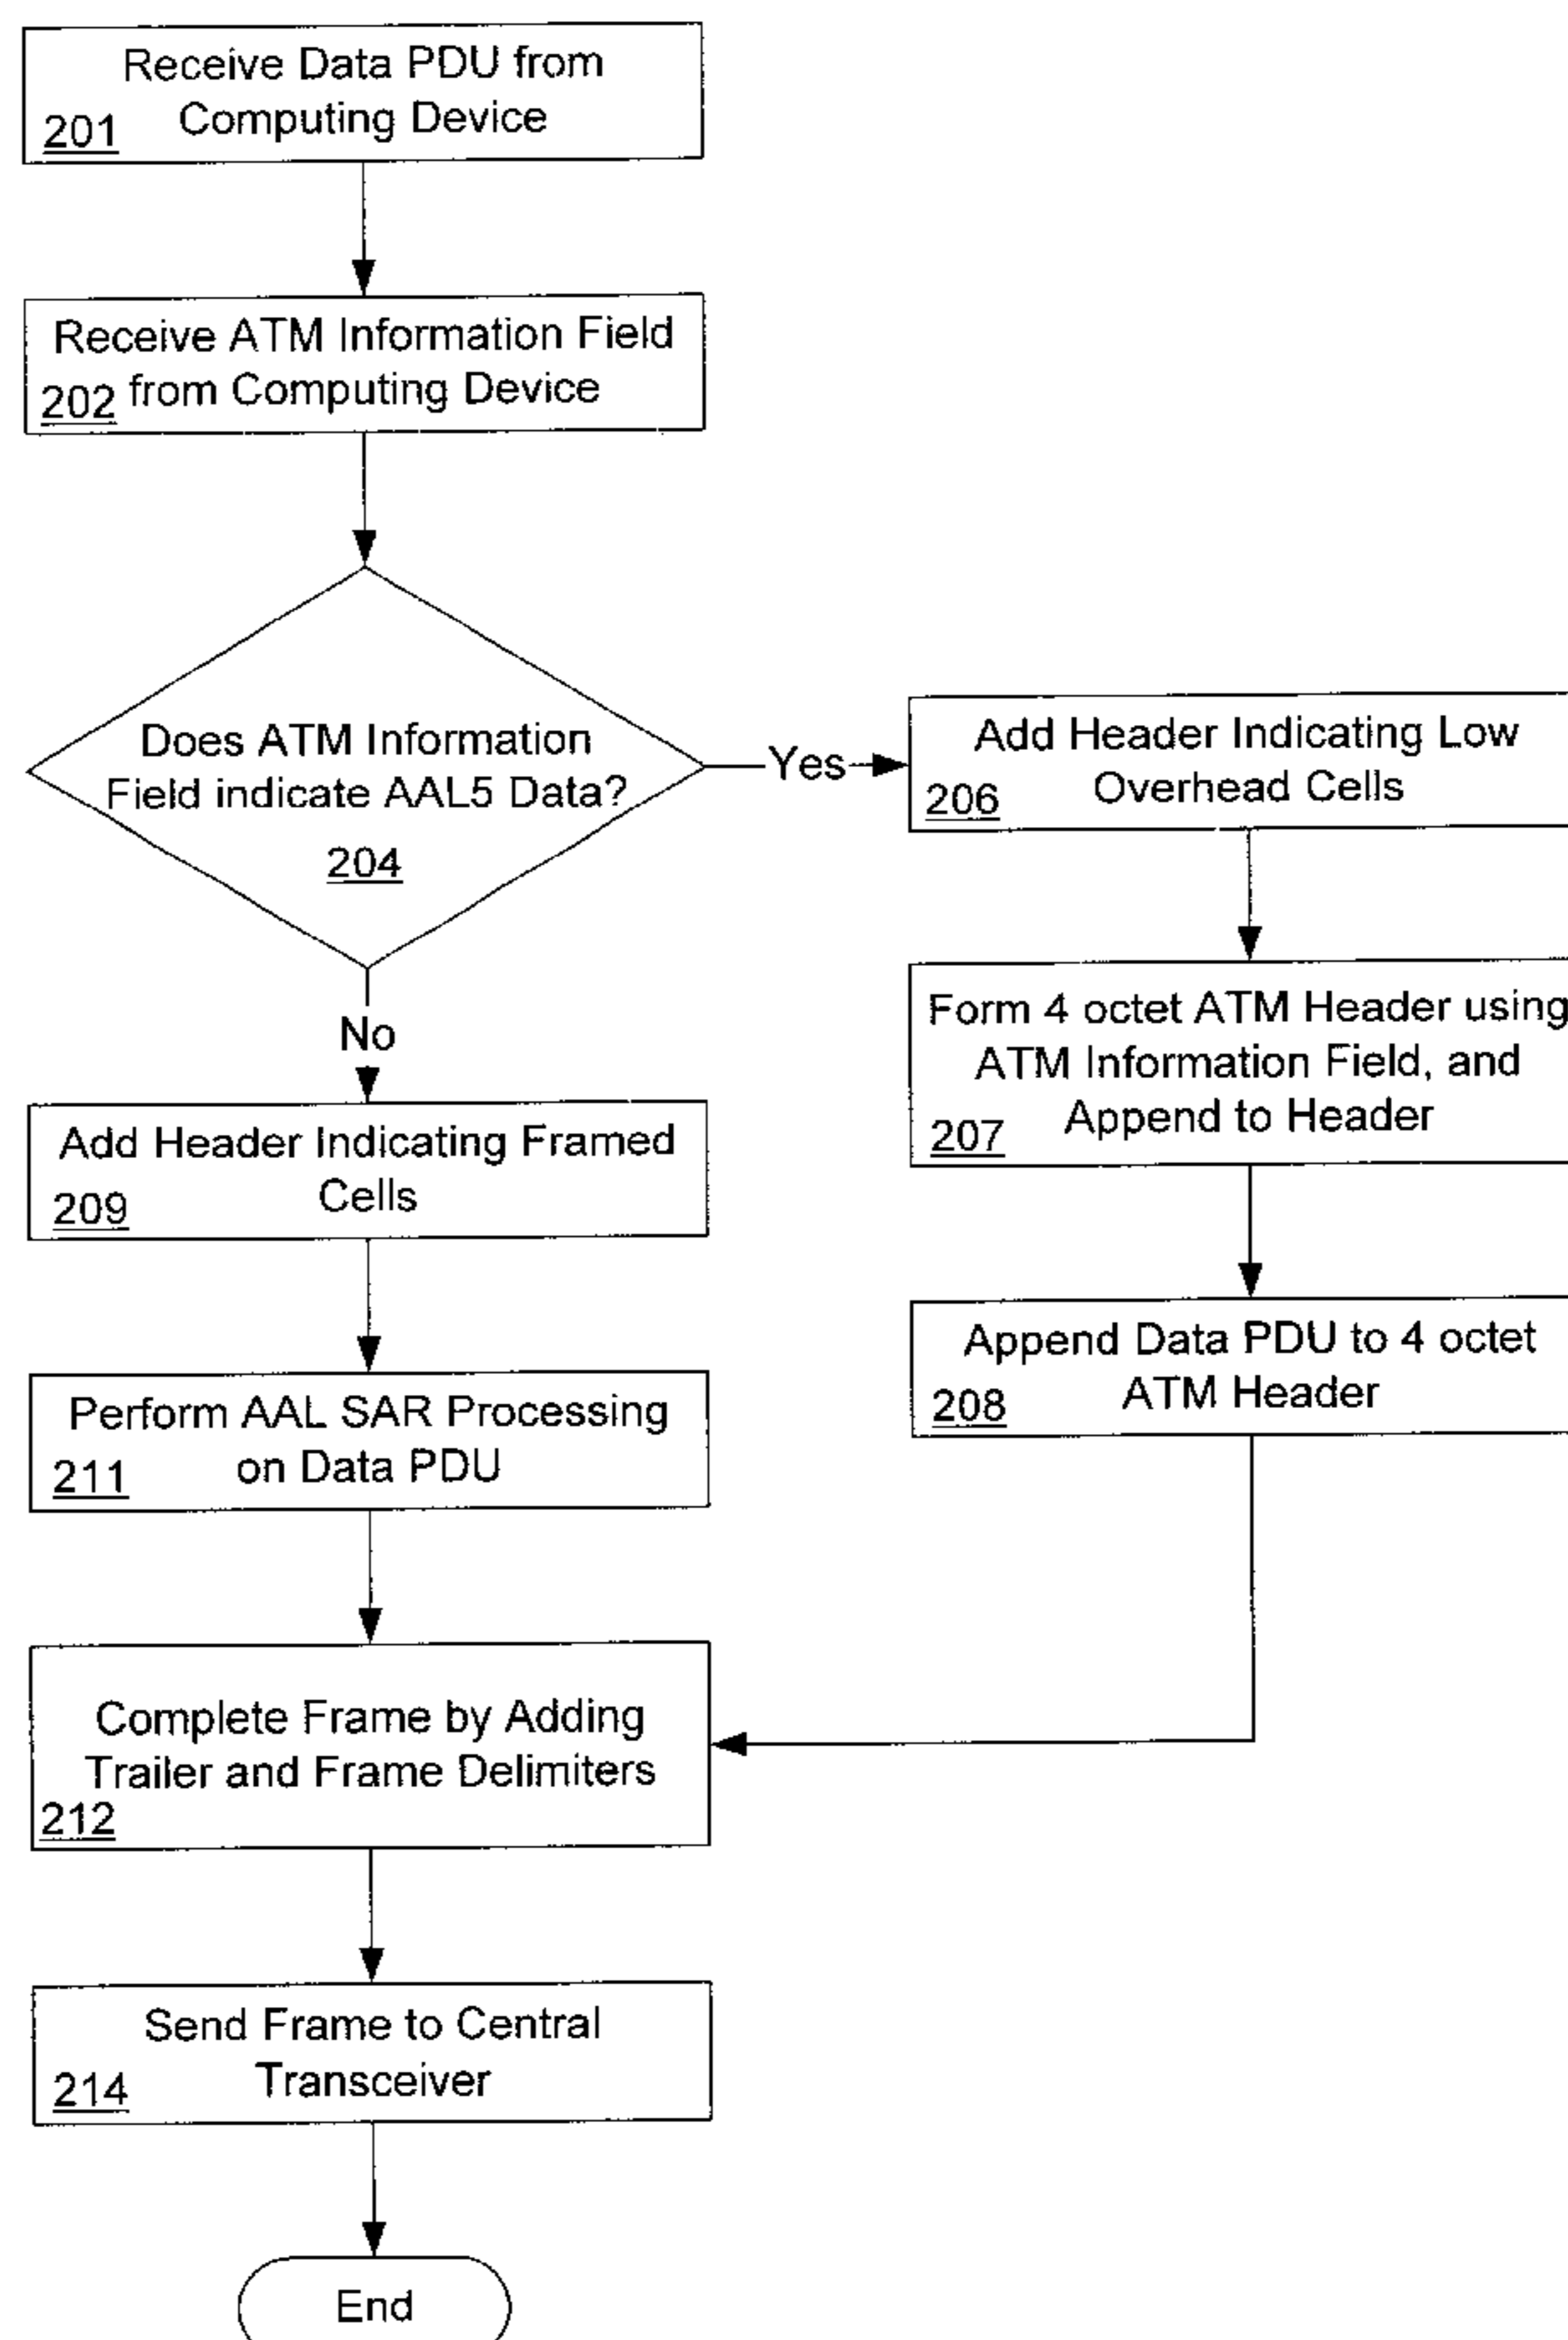 Receive Data PDU from
Computing Device
201
Receive ATM Information Field
from Computing Device
202
Does ATM Information
Field indicate AAL5 Data?
204
Yes
Add Header Indicating Low
Overhead Cells
206
Form 4 octet ATM Header using
ATM Information Field, and
Append to Header
207
Append Data PDU to 4 octet
ATM Header
208
No
Add Header Indicating Framed
Cells
209
Perform AAL SAR Processing
on Data PDU
211
Complete Frame by Adding
Trailer and Frame Delimiters
212
Send Frame to Central
Transceiver
214
End